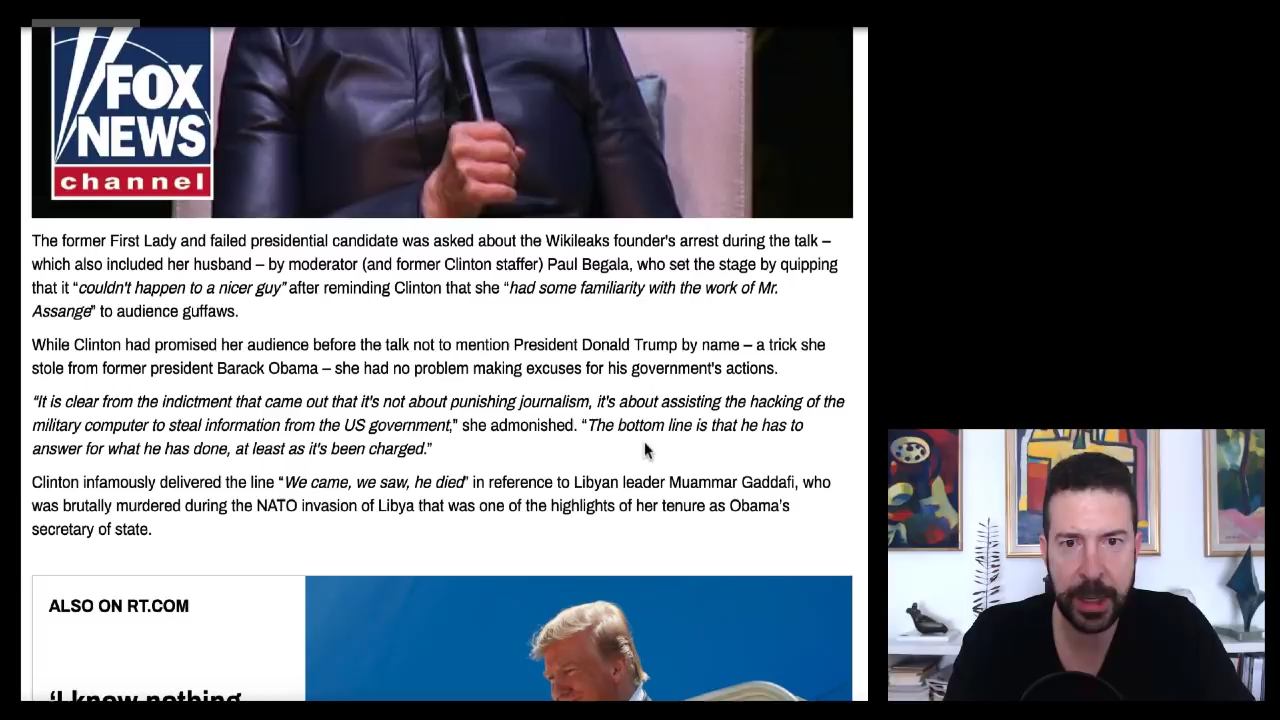 FOX
NEWS
channel
The former First Lady and failed presidential candidate was asked about the Wikileaks founder's arrest during the talk –
which also included her husband – by moderator (and former Clinton staffer) Paul Begala, who set the stage by quipping
that it “couldn't happen to a nicer guy” after reminding Clinton that she “had some familiarity with the work of Mr.
Assange” to audience guffaws.
While Clinton had promised her audience before the talk not to mention President Donald Trump by name – a trick she
stole from former president Barack Obama – she had no problem making excuses for his government's actions.
“It is clear from the indictment that came out that it's not about punishing journalism, it's about assisting the hacking of the
military computer to steal information from the US government,” she admonished. “The bottom line is that he has to
answer for what he has done, at least as it's been charged.”
Clinton infamously delivered the line “We came, we saw, he died” in reference to Libyan leader Muammar Gaddafi, who
was brutally murdered during the NATO invasion of Libya that was one of the highlights of her tenure as Obama's
secretary of state.
ALSO ON RT.COM
‘I know nothing